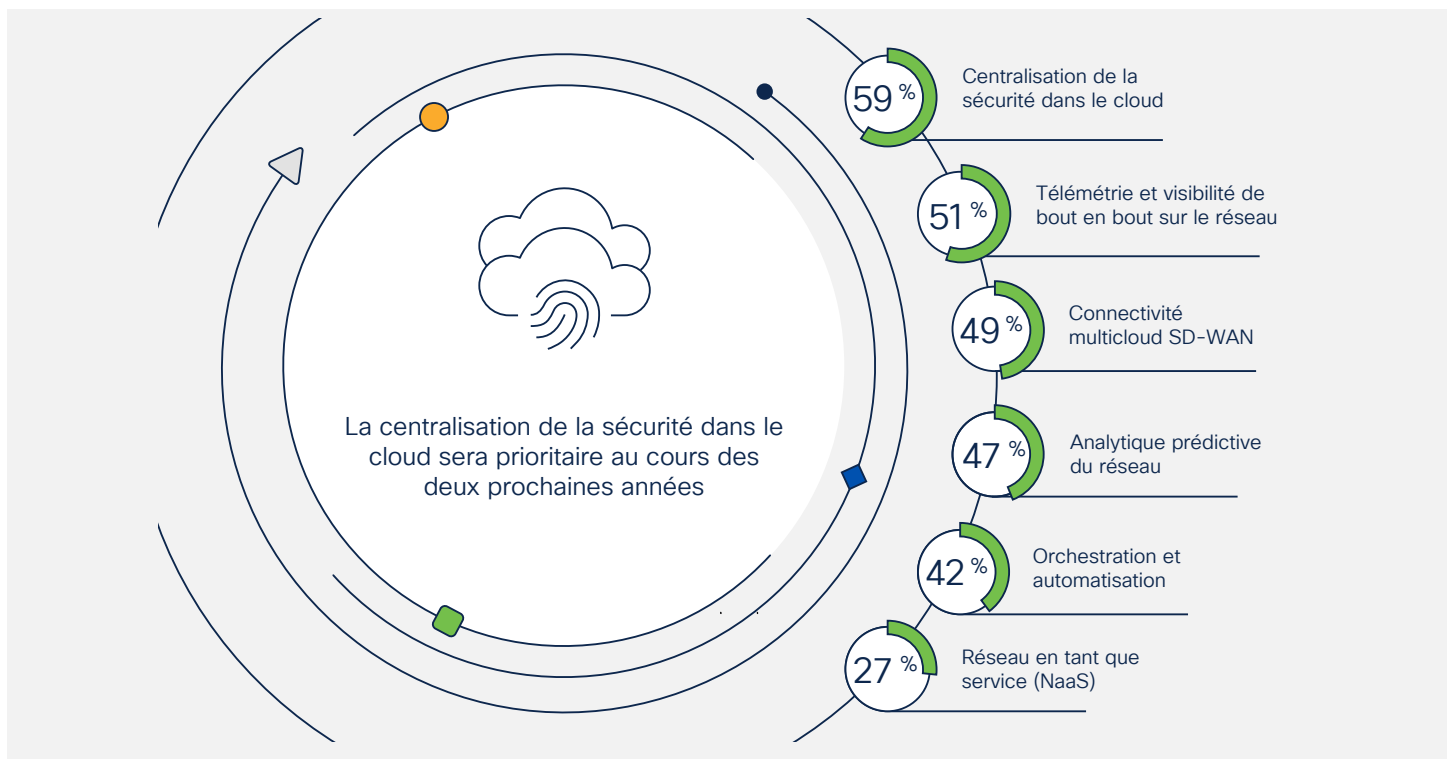 La centralisation de la sécurité dans le
cloud sera prioritaire au cours des
deux prochaines années
59 %
Centralisation de la
sécurité dans le cloud
51 %
Télémétrie et visibilité de
bout en bout sur le réseau
49 %
Connectivité
multicloud SD-WAN
47 %
Analytique prédictive
du réseau
42 %
Orchestration et
automatisation
27 %
Réseau en tant que
service (NaaS)